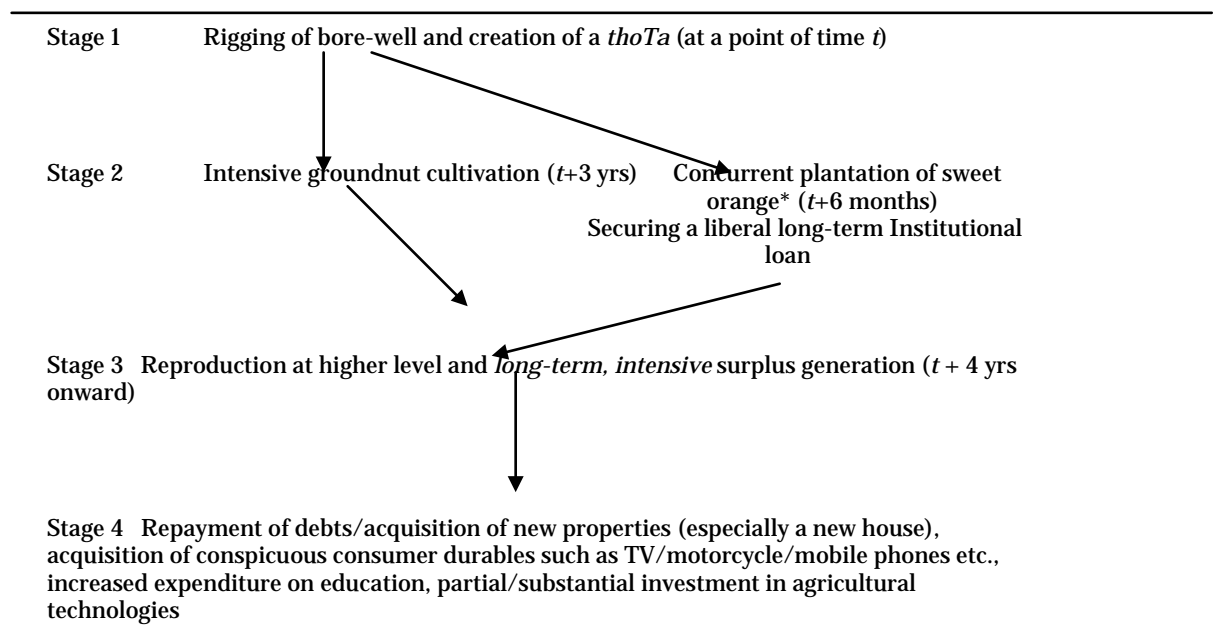 Stage 1 Rigging of bore-well and creation of a thoTa (at a point of time t)
Stage 2 Intensive groundnut cultivation (t+3 yrs) Concurrent plantation of sweet
orange* (t+6 months)
Securing a liberal long-term Institutional
loan
Stage 3 Reproduction at higher level and long-term, intensive surplus generation (t + 4 yrs
onward)
Stage 4 Repayment of debts/acquisition of new properties (especially a new house),
acquisition of conspicuous consumer durables such as TV/motorcycle/mobile phones etc.,
increased expenditure on education, partial/substantial investment in agricultural
technologies